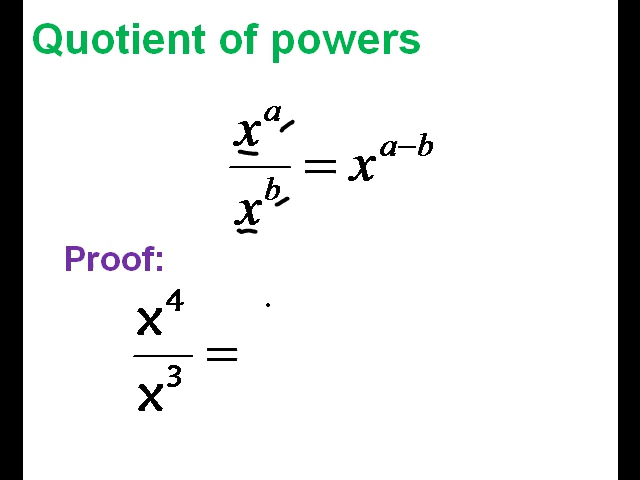 Quotient of powers
x^a / x^b = x^{a-b}
Proof:
x^4 / x^3 =